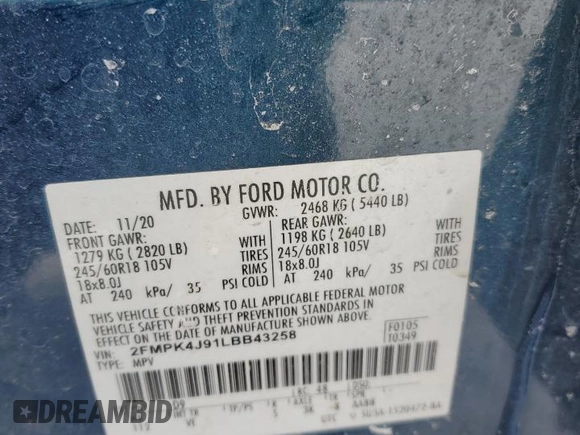 MFD. BY FORD MOTOR CO.
DATE: 11/20 GVWR: 2468 KG ( 5440 LB)
FRONT GAWR: REAR GAWR:
1279 KG ( 2820 LB) WITH 1198 KG ( 2640 LB) WITH
245/60R18 105V TIRES 245/60R18 105V TIRES
18x8.0J RIMS 18x8.0J RIMS
AT 240 kPa/ 35 PSI COLD AT 240 kPa/ 35 PSI COLD
THIS VEHICLE CONFORMS TO ALL APPLICABLE FEDERAL MOTOR
VEHICLE SAFETY AND THEFT PREVENTION STANDARDS IN
EFFECT ON THE DATE OF MANUFACTURE SHOWN ABOVE.
VIN: 2FMPK4J91LBB43258 F0105
TYPE: MPV T0349
DREAMBID